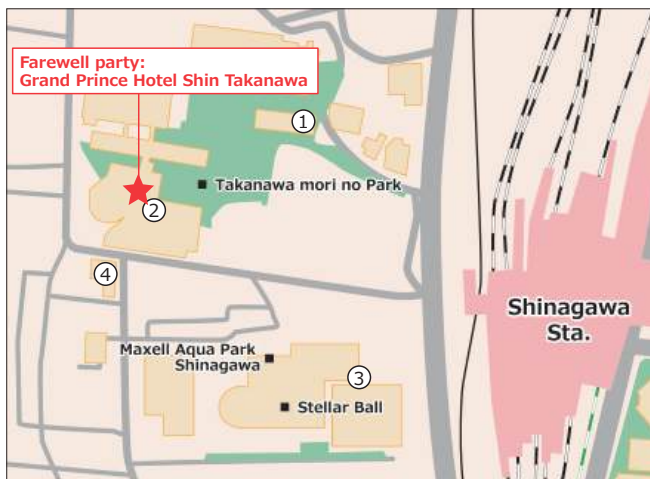 Farewell party:
Grand Prince Hotel Shin Takanawa
①
Takanawa mori no Park
②
④
Shinagawa
Sta.
Maxell Aqua Park
Shinagawa
③
Stellar Ball